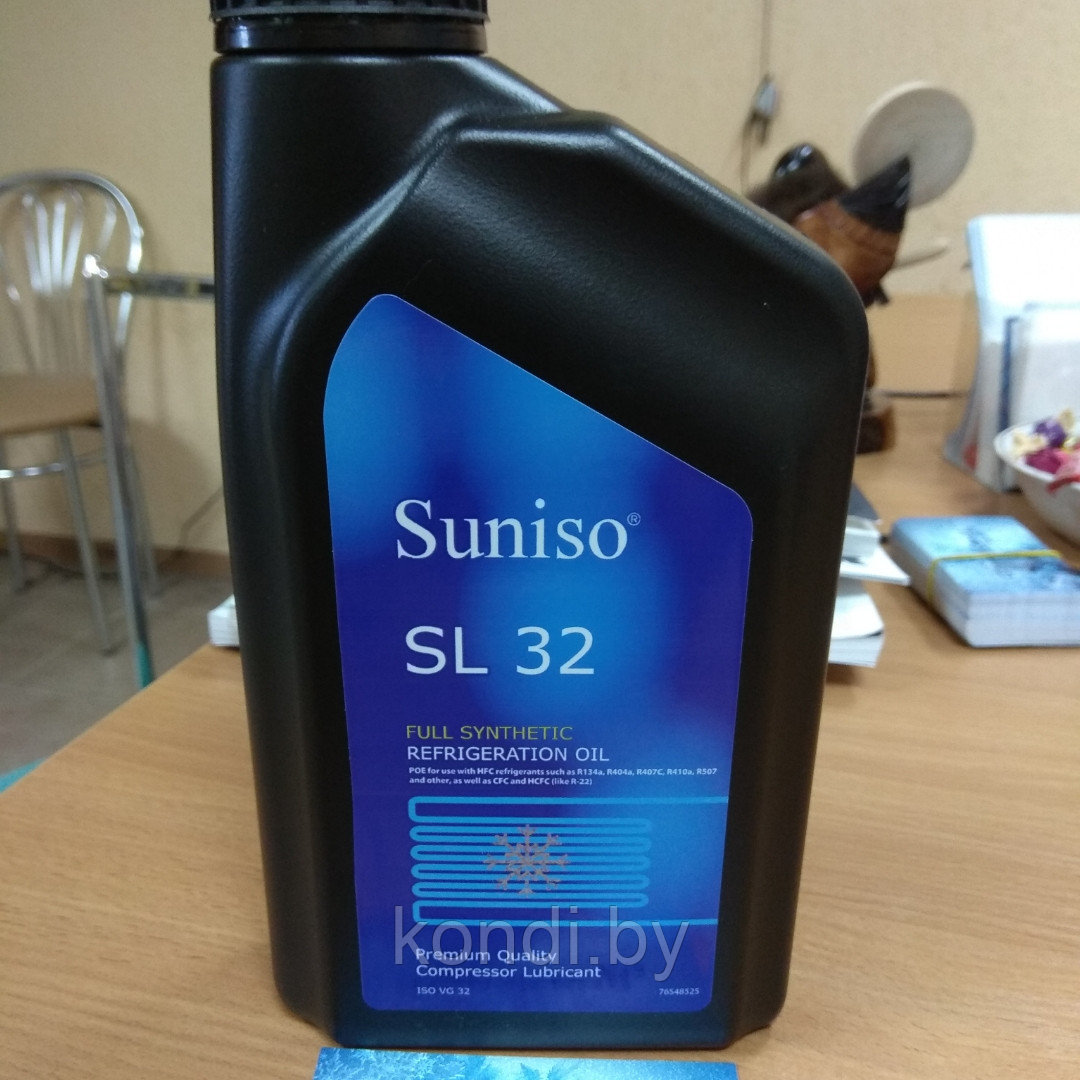 Suniso®
SL 32
FULL SYNTHETIC
REFRIGERATION OIL
POE for use with HFC refrigerants such as R134a, R404a, R407C, R410a, R507
and other, as well as CFC and HCFC (like R-22)
kondi.by
Premium Quality
Compressor Lubricant
ISO VG 32 76548525